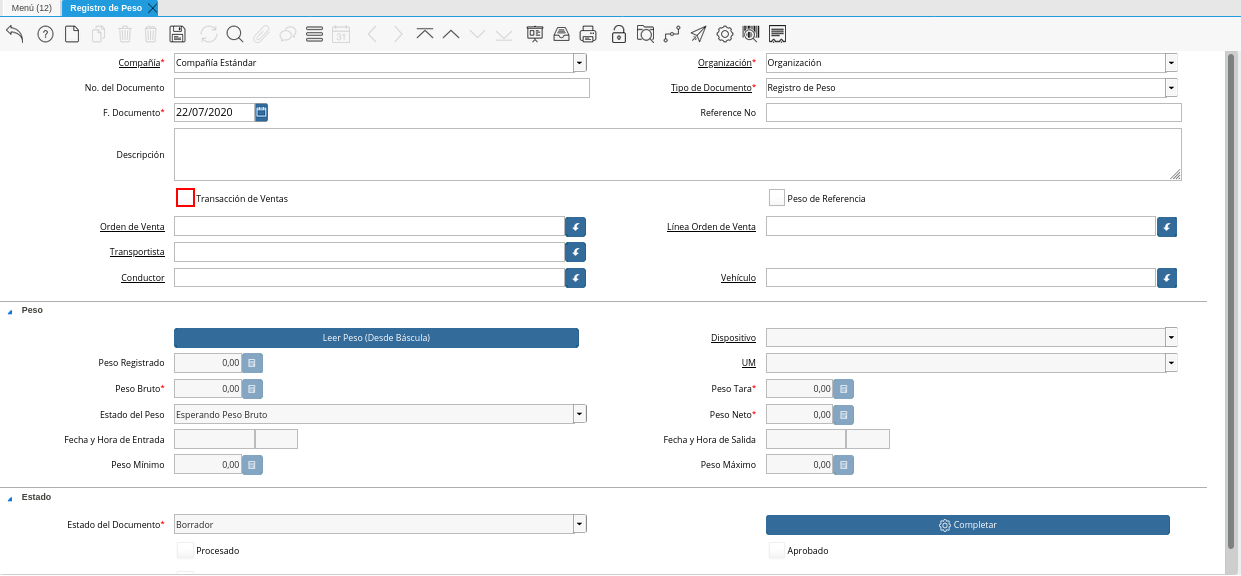 Menú (12) Registro de Peso
31
Compañía* Compañía Estándar Organización* Organización
No. del Documento Tipo de Documento* Registro de Peso
F. Documento* 22/07/2020 Reference No
Descripción
Transacción de Ventas Peso de Referencia
Orden de Venta Línea Orden de Venta
Transportista
Conductor Vehículo
Peso
Leer Peso (Desde Báscula) Dispositivo
Peso Registrado 0,00 UM
Peso Bruto* 0,00 Peso Tara* 0,00
Estado del Peso Esperando Peso Bruto Peso Neto* 0,00
Fecha y Hora de Entrada Fecha y Hora de Salida
Peso Mínimo 0,00 Peso Máximo 0,00
Estado
Estado del Documento* Borrador Completar
Procesado Aprobado